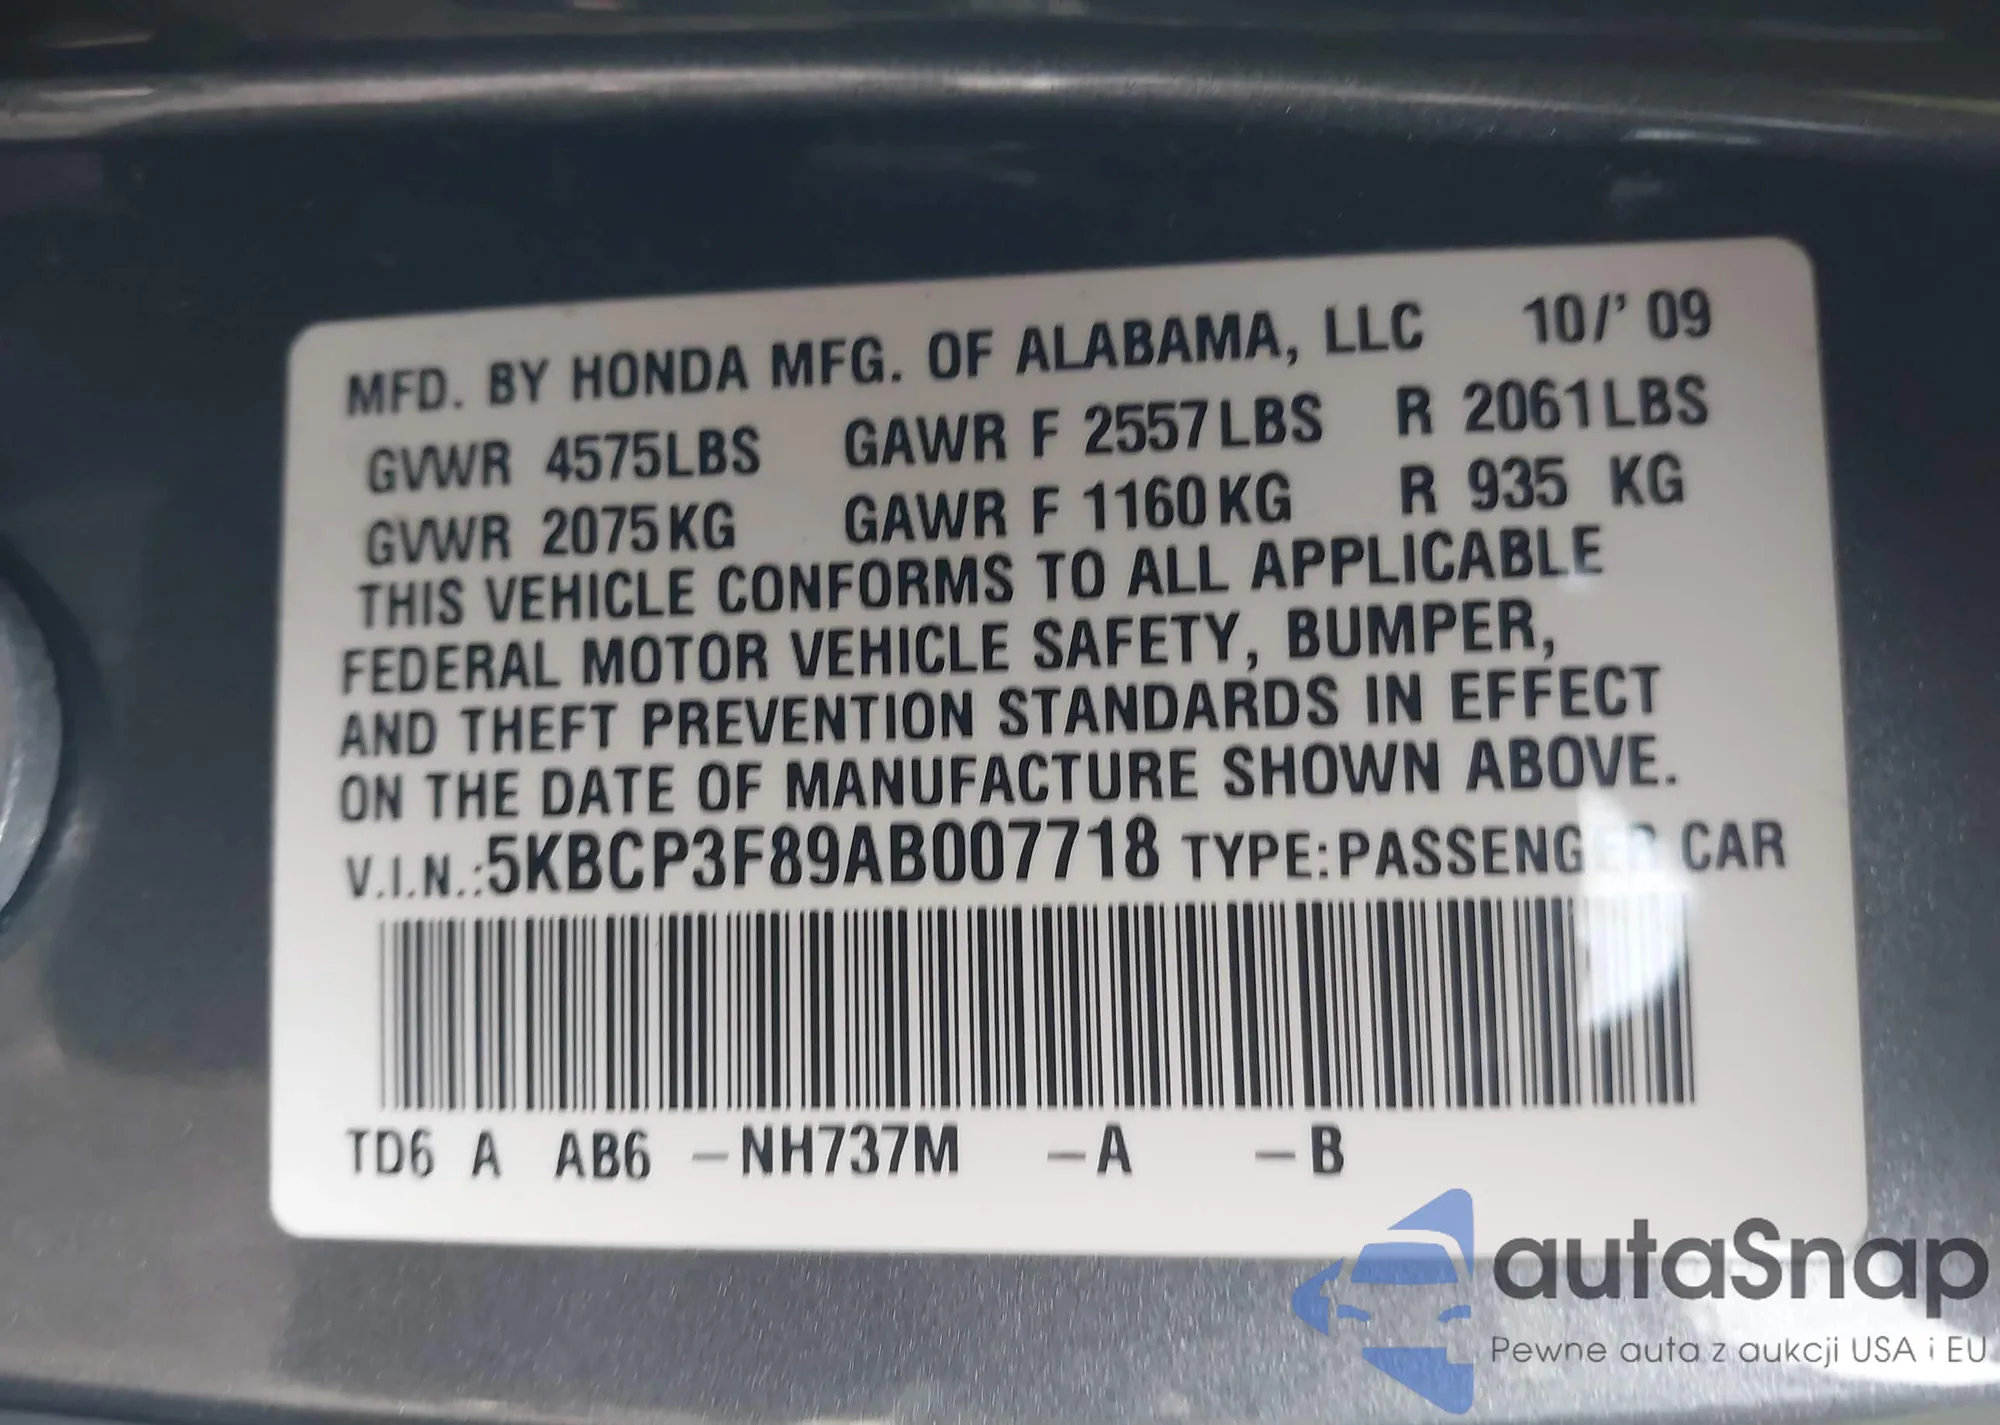 MFD. BY HONDA MFG. OF ALABAMA, LLC 10/' 09
GVWR 4575LBS GAWR F 2557LBS R 2061LBS
GVWR 2075KG GAWR F 1160KG R 935 KG
THIS VEHICLE CONFORMS TO ALL APPLICABLE
FEDERAL MOTOR VEHICLE SAFETY, BUMPER,
AND THEFT PREVENTION STANDARDS IN EFFECT
ON THE DATE OF MANUFACTURE SHOWN ABOVE.
V.I.N.:5KBCP3F89AB007718 TYPE:PASSENGER CAR
TD6 A AB6 –NH737M –A –B
autaSnap
Pewne auta z aukcji USA i EU